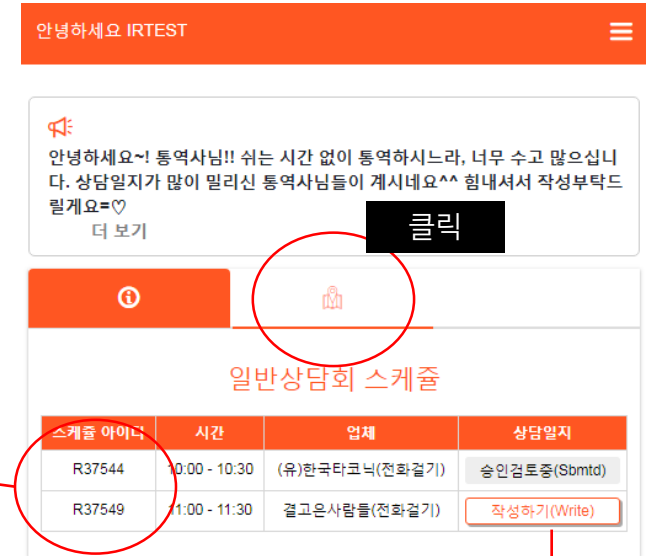 안녕하세요 IRTEST
안녕하세요~! 통역사님!! 쉬는 시간 없이 통역하시느라, 너무 수고 많으십니
다. 상담일지가 많이 밀리신 통역사님들이 계시네요^^ 힘내셔서 작성부탁드
릴게요=♡
더 보기
클릭
일반상담회 스케쥴
스케쥴 아이디 시간 업체 상담일지
R37544 10:00 - 10:30 (유)한국타코닉(전화걸기) 승인검토중(Sbmtd)
R37549 11:00 - 11:30 결고은사람들(전화걸기) 작성하기(Write)